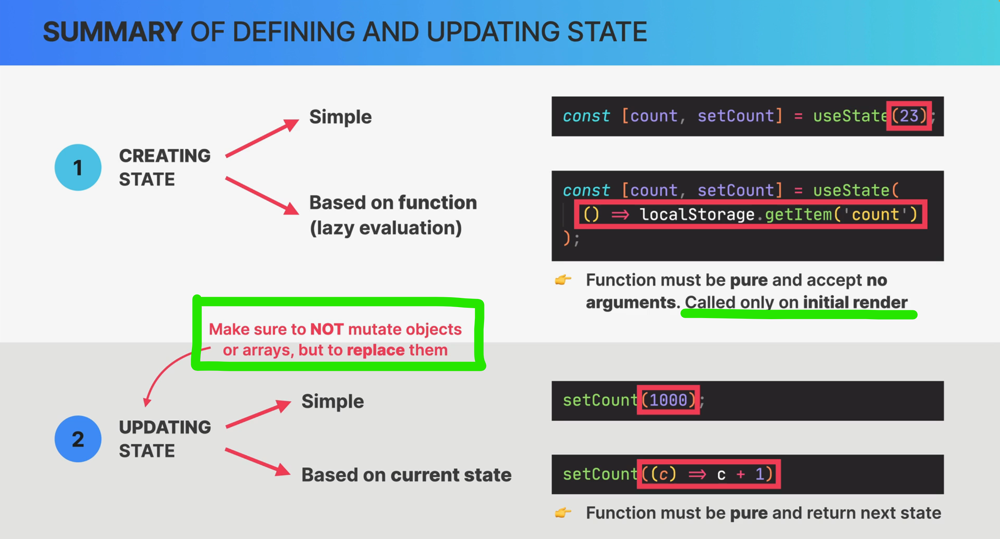 SUMMARY OF DEFINING AND UPDATING STATE
1
CREATING
STATE
Simple
const [count, setCount] = useState(23);
Based on function
(lazy evaluation)
const [count, setCount] = useState(
() => localStorage.getItem('count')
);
👉 Function must be pure and accept no
arguments. Called only on initial render
Make sure to NOT mutate objects
or arrays, but to replace them
2
UPDATING
STATE
Simple
setCount(1000);
Based on current state
setCount((c) => c + 1)
👉 Function must be pure and return next state